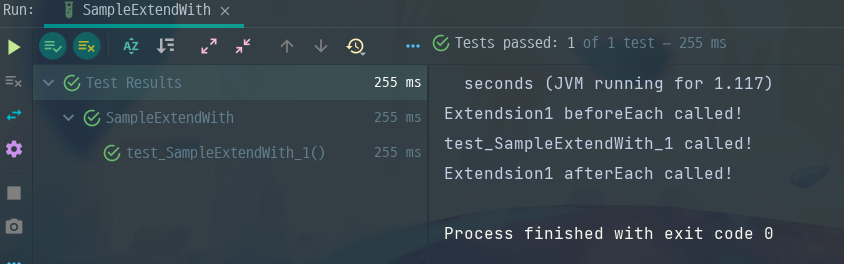 Run: SampleExtendWith ×
Tests passed: 1 of 1 test – 255 ms
Test Results 255 ms
SampleExtendWith 255 ms
test_SampleExtendWith_1() 255 ms
seconds (JVM running for 1.117)
Extendsion1 beforeEach called!
test_SampleExtendWith_1 called!
Extendsion1 afterEach called!
Process finished with exit code 0